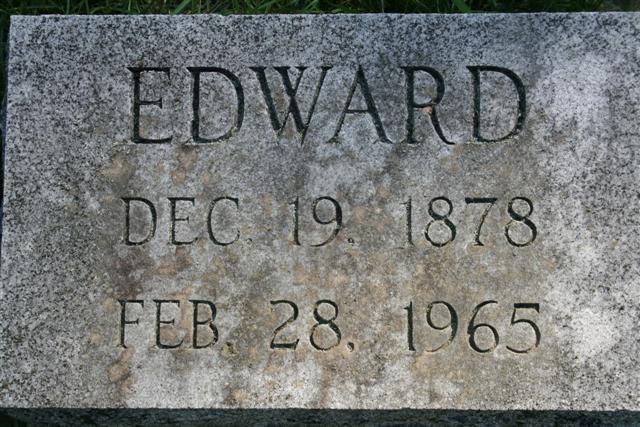 EDWARD
DEC. 19. 1878
FEB. 28, 1965